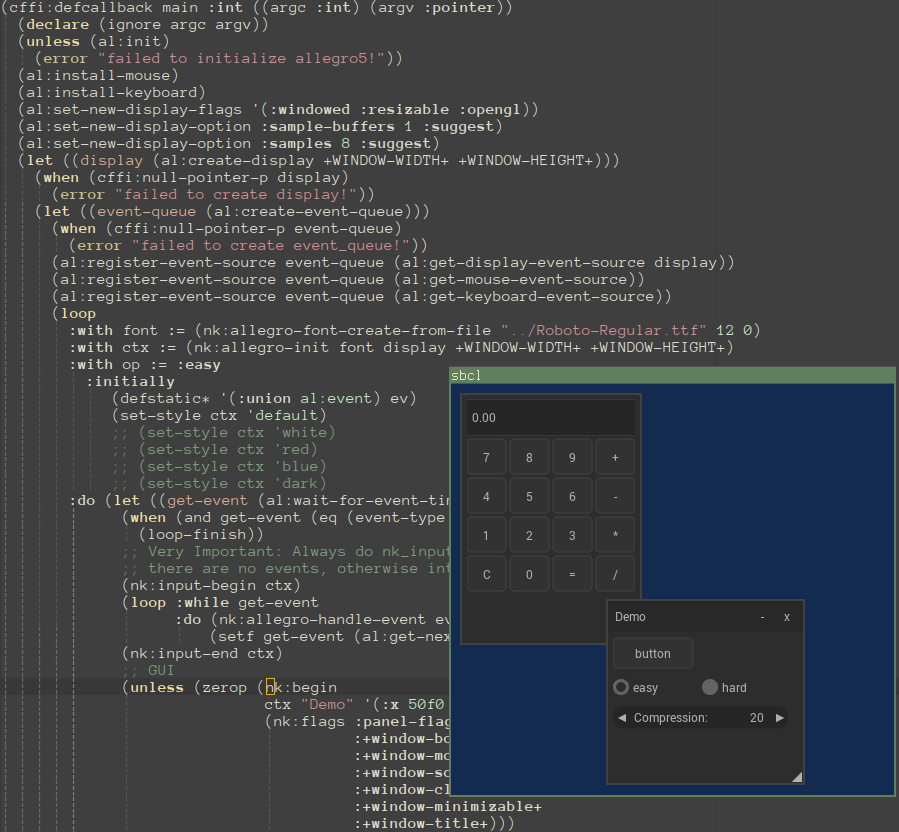 (cffi:defcallback main :int ((argc :int) (argv :pointer))
(declare (ignore argc argv))
(unless (al:init)
(error "failed to initialize allegro5!"))
(al:install-mouse)
(al:install-keyboard)
(al:set-new-display-flags '(:windowed :resizable :opengl))
(al:set-new-display-option :sample-buffers 1 :suggest)
(al:set-new-display-option :samples 8 :suggest)
(let ((display (al:create-display +WINDOW-WIDTH+ +WINDOW-HEIGHT+)))
(when (cffi:null-pointer-p display)
(error "failed to create display!"))
(let ((event-queue (al:create-event-queue)))
(when (cffi:null-pointer-p event-queue)
(error "failed to create event_queue!"))
(al:register-event-source event-queue (al:get-display-event-source display))
(al:register-event-source event-queue (al:get-mouse-event-source))
(al:register-event-source event-queue (al:get-keyboard-event-source))
(loop
:with font := (nk:allegro-font-create-from-file "../Roboto-Regular.ttf" 12 0)
:with ctx := (nk:allegro-init font display +WINDOW-WIDTH+ +WINDOW-HEIGHT+)
:with op := :easy
:initially
(defstatic* '(:union al:event) ev)
(set-style ctx 'default)
;; (set-style ctx 'white)
;; (set-style ctx 'red)
;; (set-style ctx 'blue)
;; (set-style ctx 'dark)
:do (let ((get-event (al:wait-for-event-tim
(when (and get-event (eq (event-type
(loop-finish))
;; Very Important: Always do nk_input
;; there are no events, otherwise int
(nk:input-begin ctx)
(loop :while get-event
:do (nk:allegro-handle-event ev
(setf get-event (al:get-nex
(nk:input-end ctx)
;; GUI
(unless (zerop (nk:begin
ctx "Demo" '(:x 50f0
(nk:flags :panel-flag
:+window-bo
:+window-mo
:+window-sc
:+window-cl
:+window-minimizable+
:+window-title+)))
sbcl
0.00
7 8 9 +
4 5 6 -
1 2 3 *
C 0 = /
Demo - x
button
easy hard
Compression: 20